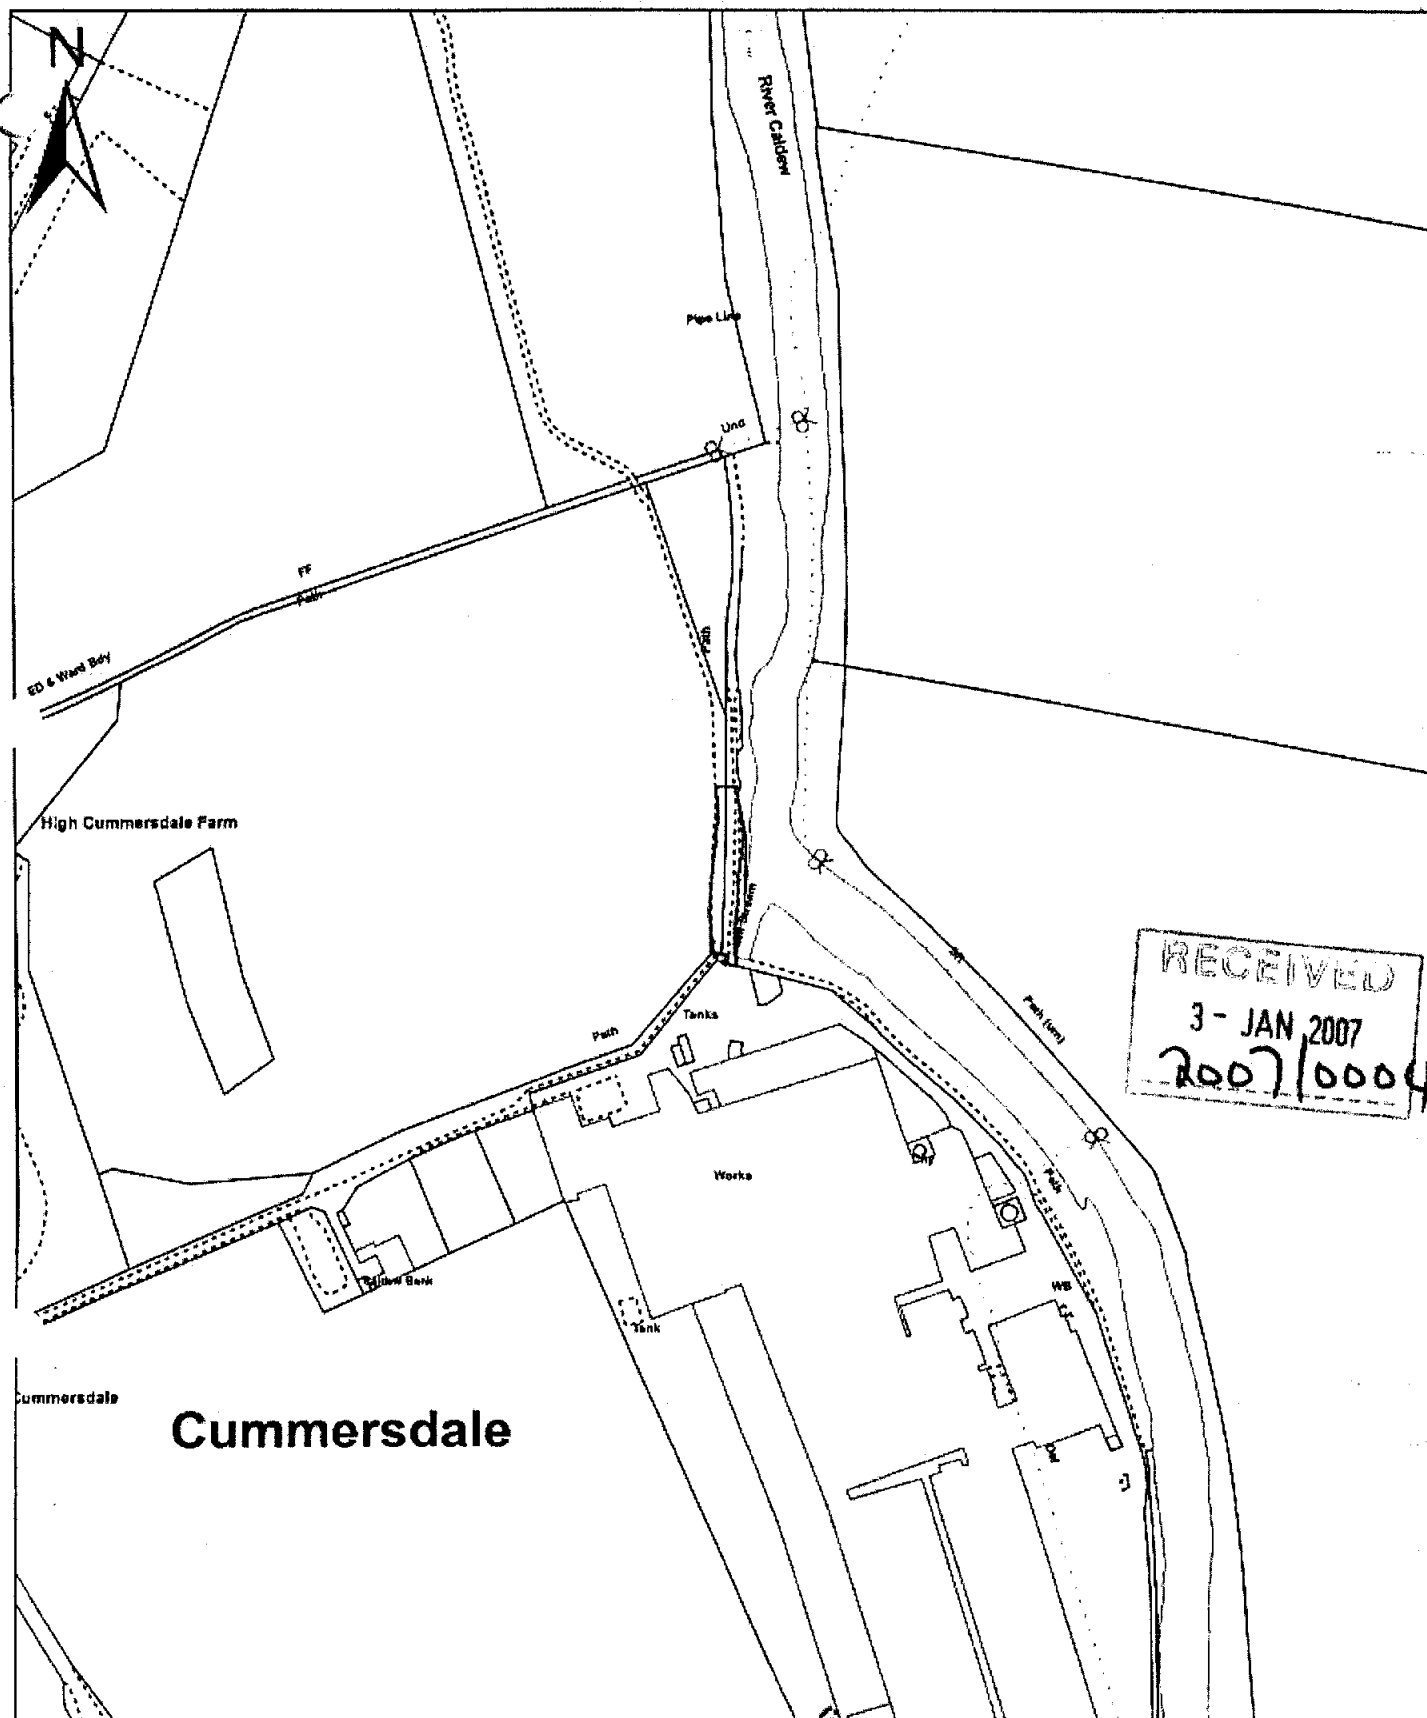 N
River Caldew
Pipe Line
Und
FF
Path
ED & Ward Bdy
Path
High Cummersdale Farm
RECEIVED
3 - JAN 2007
2007/0004
Path (um)
Tanks
Path
Works
Path
WB
Tank
Cummersdale
Cummersdale